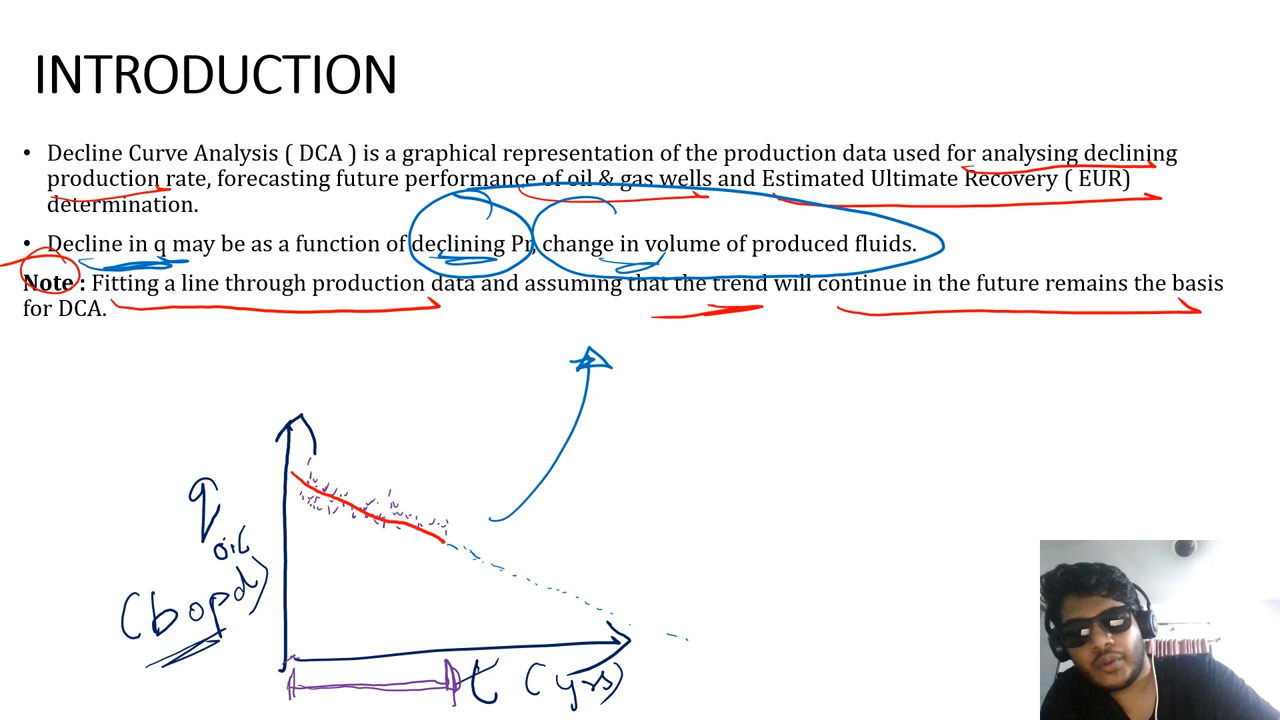 INTRODUCTION
• Decline Curve Analysis ( DCA ) is a graphical representation of the production data used for analysing declining
production rate, forecasting future performance of oil & gas wells and Estimated Ultimate Recovery ( EUR)
determination.
• Decline in q may be as a function of declining Pr, change in volume of produced fluids.
Note : Fitting a line through production data and assuming that the trend will continue in the future remains the basis
for DCA.
q oil
(bopd)
t (yrs)